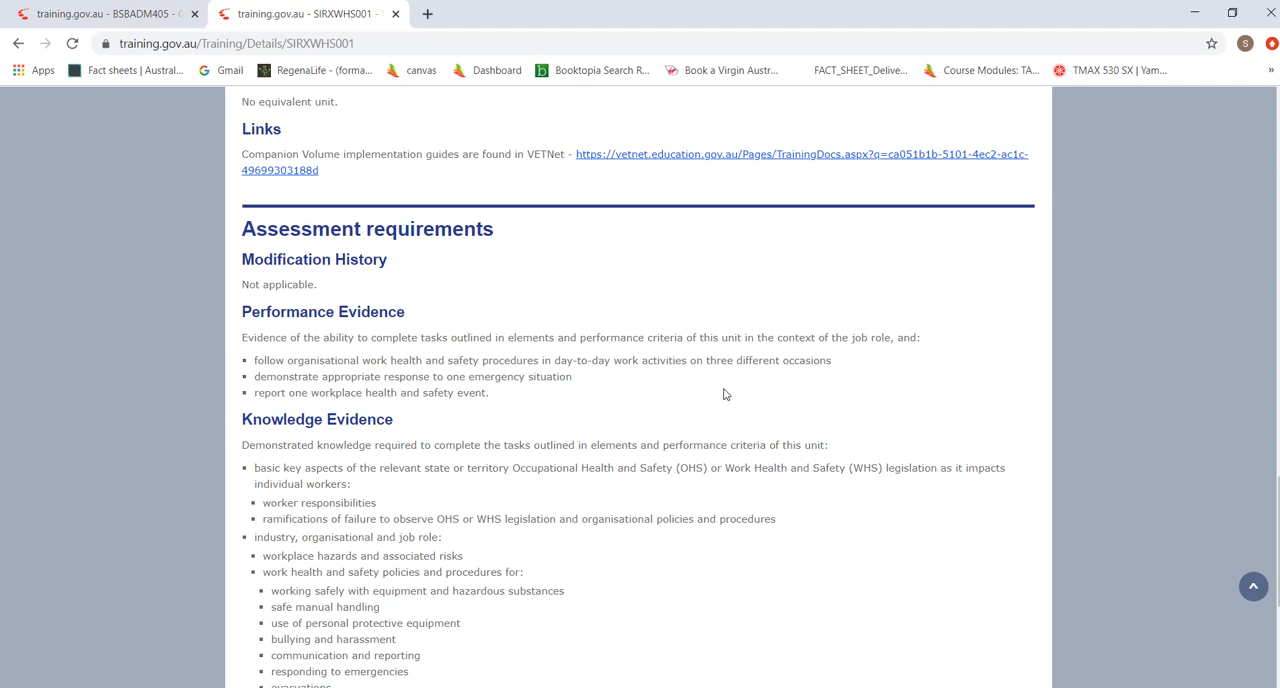 training.gov.au - BSBADM405 -
training.gov.au - SIRXWHS001 -
training.gov.au/Training/Details/SIRXWHS001
S
Apps
Fact sheets | Austral...
Gmail
RegenaLife - (forma...
canvas
Dashboard
Booktopia Search R...
Book a Virgin Austr...
FACT_SHEET_Delive...
Course Modules: TA...
TMAX 530 SX | Yam...
»
No equivalent unit.
Links
Companion Volume implementation guides are found in VETNet - https://vetnet.education.gov.au/Pages/TrainingDocs.aspx?q=ca051b1b-5101-4ec2-ac1c-
49699303188d
Assessment requirements
Modification History
Not applicable.
Performance Evidence
Evidence of the ability to complete tasks outlined in elements and performance criteria of this unit in the context of the job role, and:
▪ follow organisational work health and safety procedures in day-to-day work activities on three different occasions
▪ demonstrate appropriate response to one emergency situation
▪ report one workplace health and safety event.
Knowledge Evidence
Demonstrated knowledge required to complete the tasks outlined in elements and performance criteria of this unit:
▪ basic key aspects of the relevant state or territory Occupational Health and Safety (OHS) or Work Health and Safety (WHS) legislation as it impacts
individual workers:
▪ worker responsibilities
▪ ramifications of failure to observe OHS or WHS legislation and organisational policies and procedures
▪ industry, organisational and job role:
▪ workplace hazards and associated risks
▪ work health and safety policies and procedures for:
▪ working safely with equipment and hazardous substances
▪ safe manual handling
▪ use of personal protective equipment
▪ bullying and harassment
▪ communication and reporting
▪ responding to emergencies
▪ evacuations